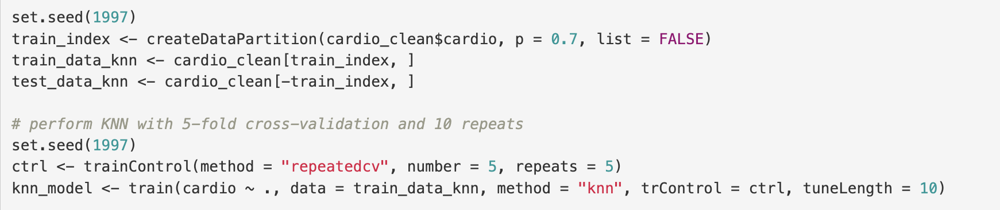 set.seed(1997)
train_index <- createDataPartition(cardio_clean$cardio, p = 0.7, list = FALSE)
train_data_knn <- cardio_clean[train_index, ]
test_data_knn <- cardio_clean[-train_index, ]

# perform KNN with 5-fold cross-validation and 10 repeats
set.seed(1997)
ctrl <- trainControl(method = "repeatedcv", number = 5, repeats = 5)
knn_model <- train(cardio ~ ., data = train_data_knn, method = "knn", trControl = ctrl, tuneLength = 10)